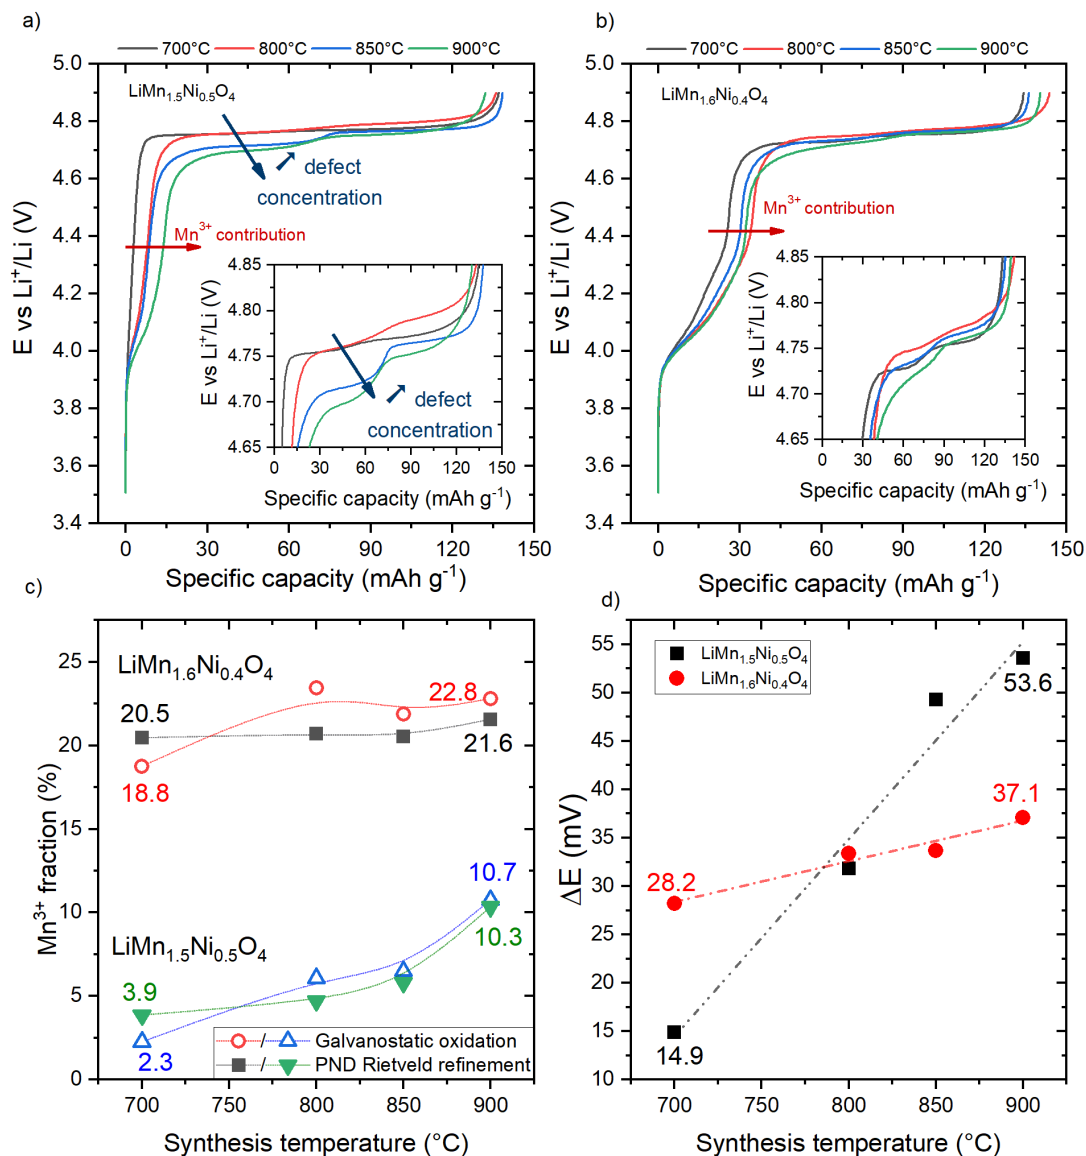 a)
700°C 800°C 850°C 900°C
5.0
4.8
4.6
4.4
4.2
4.0
3.8
3.6
3.4
E vs Li⁺/Li (V)
LiMn₁.₅Ni₀.₅O₄
defect
concentration
Mn³⁺ contribution
4.85
4.80
4.75
4.70
4.65
E vs Li⁺/Li (V)
defect
concentration
0 30 60 90 120 150
Specific capacity (mAh g⁻¹)
0 30 60 90 120 150
Specific capacity (mAh g⁻¹)
b)
700°C 800°C 850°C 900°C
5.0
4.8
4.6
4.4
4.2
4.0
3.8
3.6
3.4
E vs Li⁺/Li (V)
LiMn₁.₆Ni₀.₄O₄
Mn³⁺ contribution
4.85
4.80
4.75
4.70
4.65
E vs Li⁺/Li (V)
0 30 60 90 120 150
Specific capacity (mAh g⁻¹)
0 30 60 90 120 150
Specific capacity (mAh g⁻¹)
c)
25
20
15
10
5
0
Mn³⁺ fraction (%)
LiMn₁.₆Ni₀.₄O₄
20.5
22.8
18.8
21.6
10.7
LiMn₁.₅Ni₀.₅O₄
10.3
3.9
2.3
/ Galvanostatic oxidation
/ PND Rietveld refinement
700 750 800 850 900
Synthesis temperature (°C)
d)
55
50
45
40
35
30
25
20
15
10
ΔE (mV)
LiMn₁.₅Ni₀.₅O₄
LiMn₁.₆Ni₀.₄O₄
53.6
37.1
28.2
14.9
700 750 800 850 900
Synthesis temperature (°C)